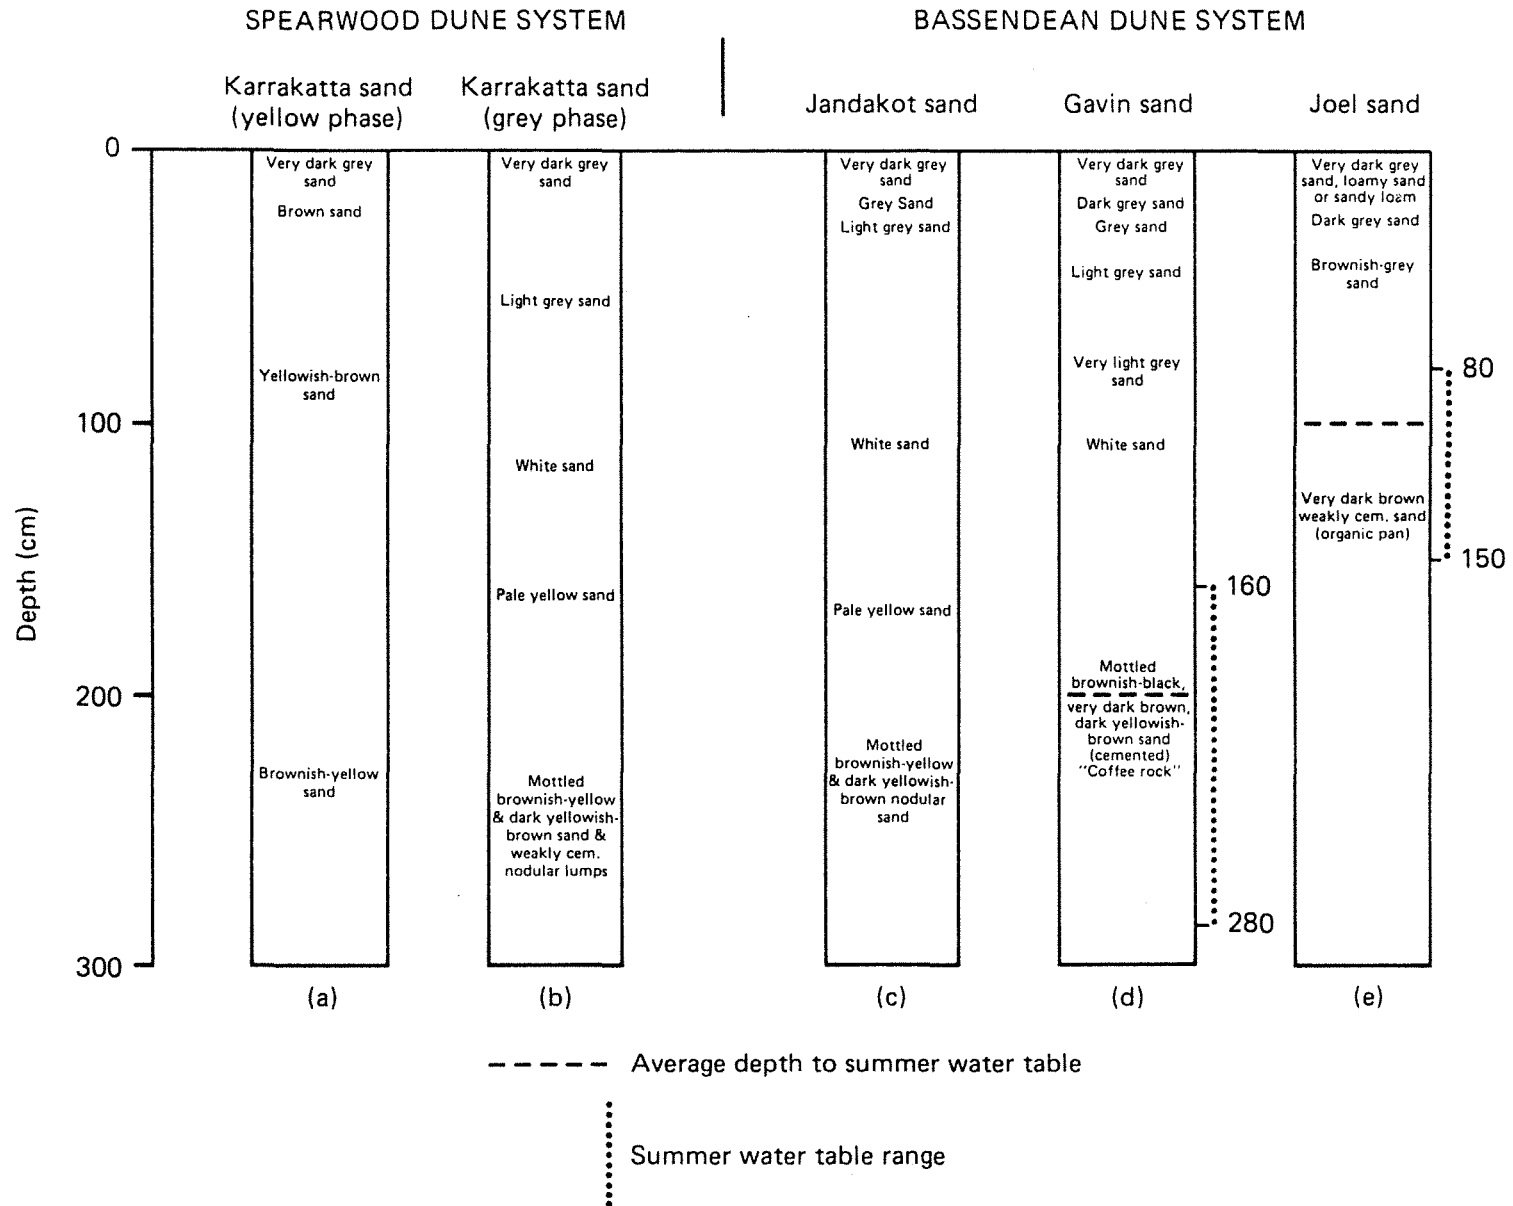 SPEARWOOD DUNE SYSTEM
BASSENDEAN DUNE SYSTEM
Karrakatta sand
(yellow phase)
Karrakatta sand
(grey phase)
Jandakot sand
Gavin sand
Joel sand
Depth (cm)
0
100
200
300
Very dark grey
sand
Brown sand
Yellowish-brown
sand
Brownish-yellow
sand
(a)
Very dark grey
sand
Light grey sand
White sand
Pale yellow sand
Mottled
brownish-yellow
& dark yellowish-
brown sand &
weakly cem.
nodular lumps
(b)
Very dark grey
sand
Grey Sand
Light grey sand
White sand
Pale yellow sand
Mottled
brownish-yellow
& dark yellowish-
brown nodular
sand
(c)
Very dark grey
sand
Dark grey sand
Grey sand
Light grey sand
Very light grey
sand
White sand
Mottled
brownish-black,
very dark brown,
dark yellowish-
brown sand
(cemented)
"Coffee rock"
160
280
(d)
Very dark grey
sand, loamy sand
or sandy loam
Dark grey sand
Brownish-grey
sand
Very dark brown
weakly cem. sand
(organic pan)
80
150
(e)
Average depth to summer water table
Summer water table range